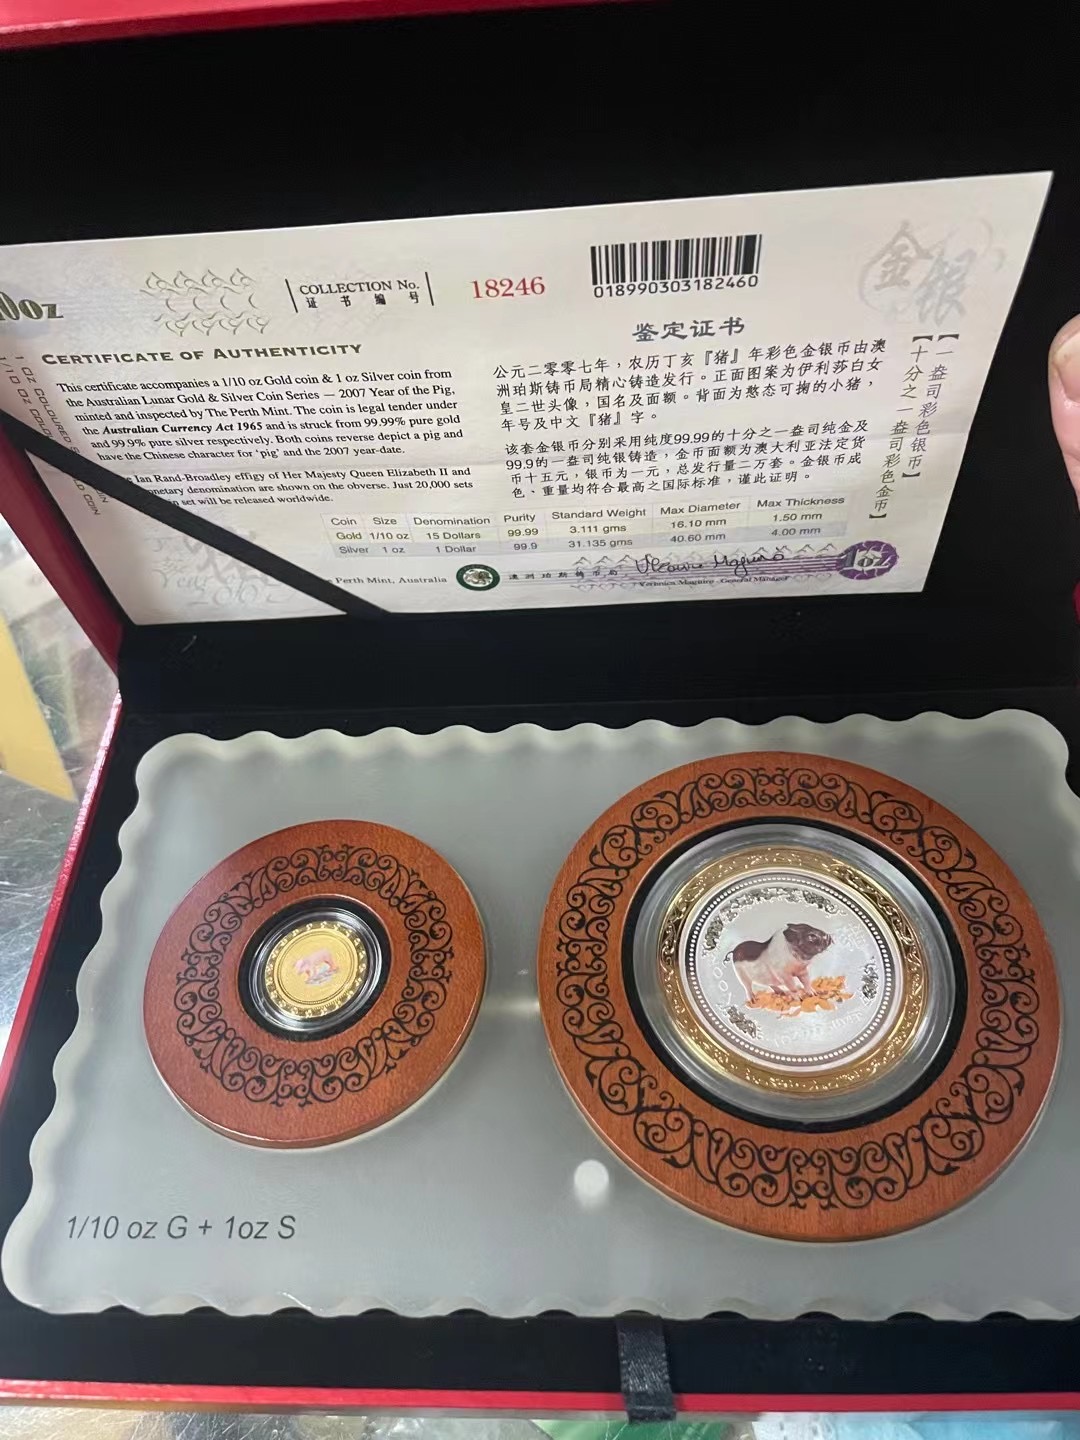 COLLECTION No.
证书编号
18246
018990303182460
CERTIFICATE OF AUTHENTICITY
This certificate accompanies a 1/10 oz Gold coin & 1 oz Silver coin from
the Australian Lunar Gold & Silver Coin Series — 2007 Year of the Pig,
minted and inspected by The Perth Mint. The coin is legal tender under
the Australian Currency Act 1965 and is struck from 99.99% pure gold
and 99.9% pure silver respectively. Both coins reverse depict a pig and
have the Chinese character for 'pig' and the 2007 year-date.
Ian Rand-Broadley effigy of Her Majesty Queen Elizabeth II and
denomination are shown on the obverse. Just 20,000 sets
set will be released worldwide.
鉴定证书
公元二零零七年，农历丁亥『猪』年彩色金银币由澳
洲珀斯铸币局精心铸造发行。正面图案为伊利莎白女
皇二世头像，国名及面额。背面为憨态可掬的小猪，
年号及中文『猪』字。
该套金银币分别采用纯度99.99的十分之一盎司纯金及
99.9的一盎司纯银铸造，金币面额为澳大利亚法定货
币十五元，银币为一元，总发行量二万套。金银币成
色、重量均符合最高之国际标准，谨此证明。
金银
【一盎司彩色银币】
【十分之一盎司彩色金币】
Coin Size Denomination Purity Standard Weight Max Diameter Max Thickness
Gold 1/10 oz 15 Dollars 99.99 3.111 gms 16.10 mm 1.50 mm
Silver 1 oz 1 Dollar 99.9 31.135 gms 40.60 mm 4.00 mm
Perth Mint, Australia
澳洲珀斯铸币局
Veronica Maguire - General Manager
1oz
1/10 oz G + 1oz S